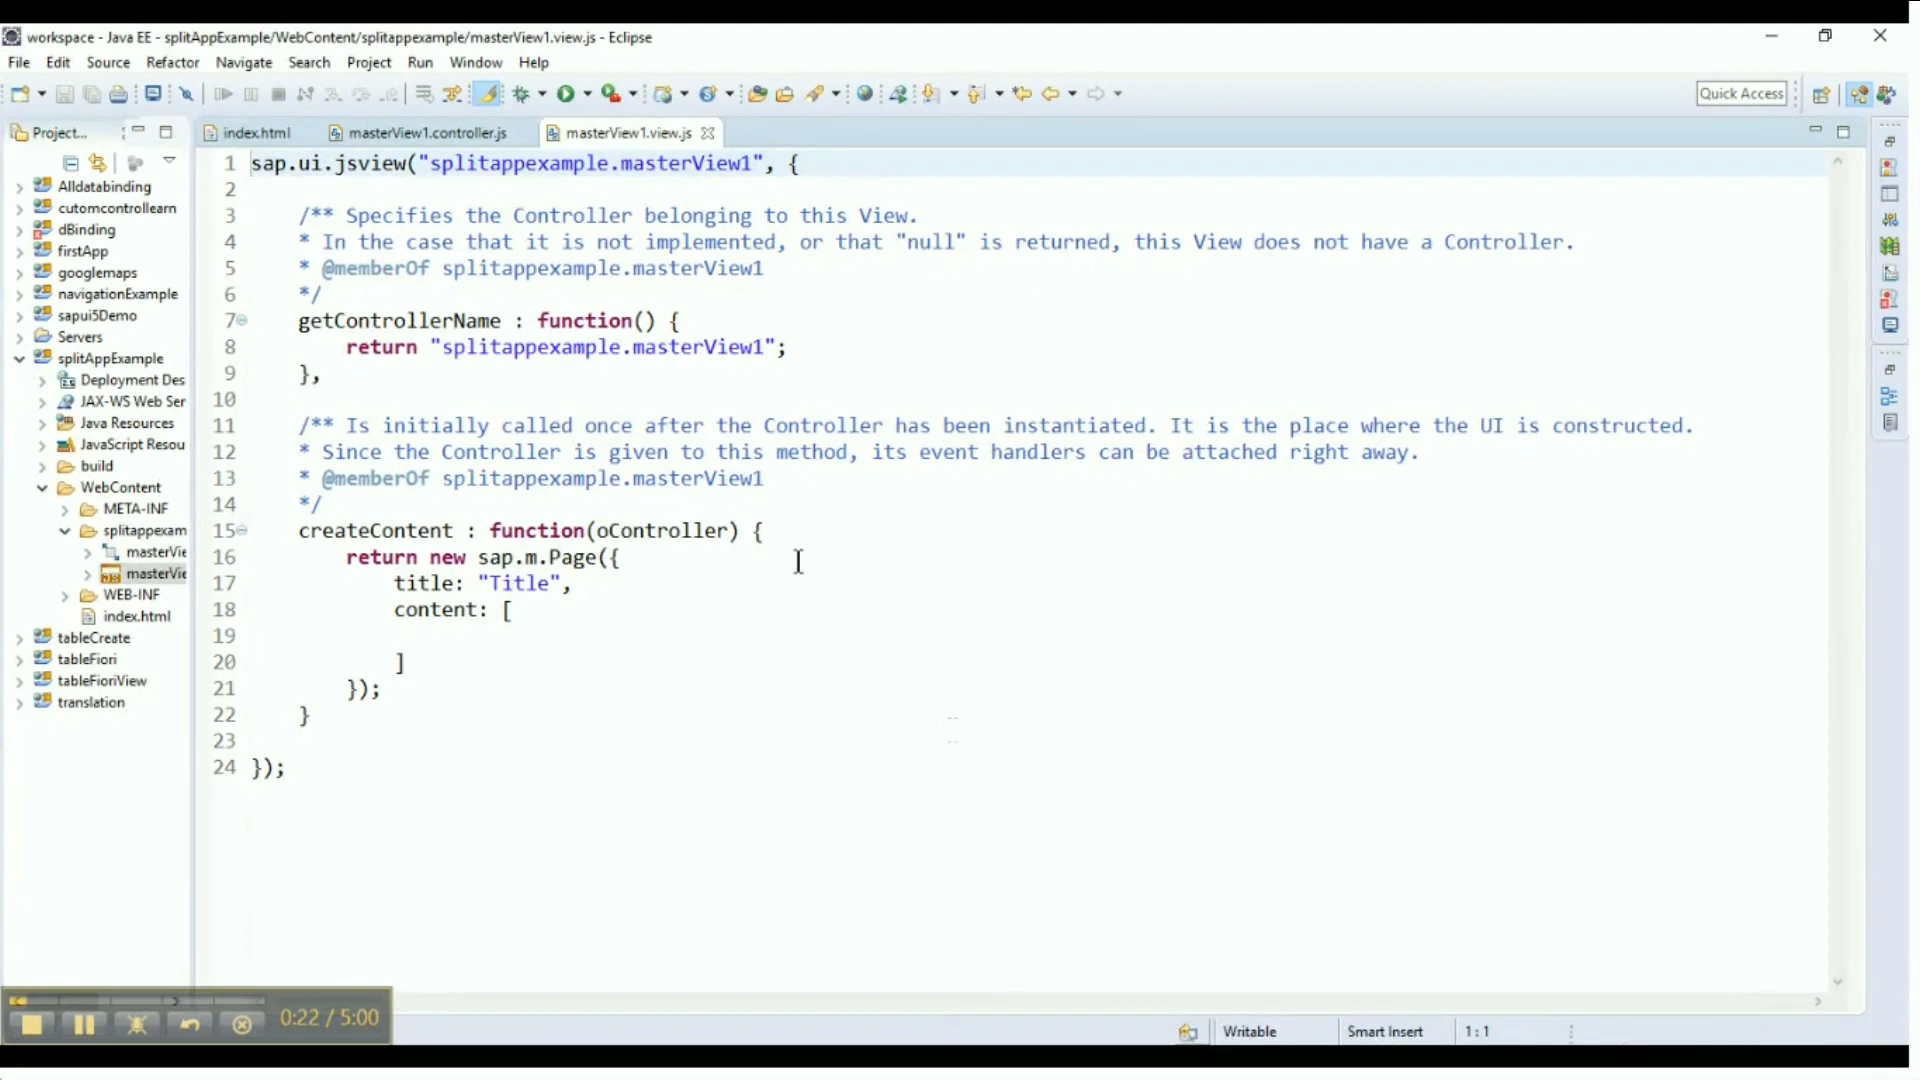 workspace - Java EE - splitAppExample/WebContent/splitappexample/masterView1.view.js - Eclipse
File Edit Source Refactor Navigate Search Project Run Window Help
Quick Access
Project...
index.html masterView1.controller.js masterView1.view.js
Alldatabinding
cutomcontrollearn
dBinding
firstApp
googlemaps
navigationExample
sapui5Demo
Servers
splitAppExample
Deployment Des
JAX-WS Web Ser
Java Resources
JavaScript Resou
build
WebContent
META-INF
splitappexam
masterVie
masterVie
WEB-INF
index.html
tableCreate
tableFiori
tableFioriView
translation
1 sap.ui.jsview("splitappexample.masterView1", {
2
3 /** Specifies the Controller belonging to this View.
4 * In the case that it is not implemented, or that "null" is returned, this View does not have a Controller.
5 * @memberOf splitappexample.masterView1
6 */
7 getControllerName : function() {
8 return "splitappexample.masterView1";
9 },
10
11 /** Is initially called once after the Controller has been instantiated. It is the place where the UI is constructed.
12 * Since the Controller is given to this method, its event handlers can be attached right away.
13 * @memberOf splitappexample.masterView1
14 */
15 createContent : function(oController) {
16 return new sap.m.Page({
17 title: "Title",
18 content: [
19
20 ]
21 });
22 }
23
24 });
0:22 / 5:00
Writable Smart Insert 1 : 1